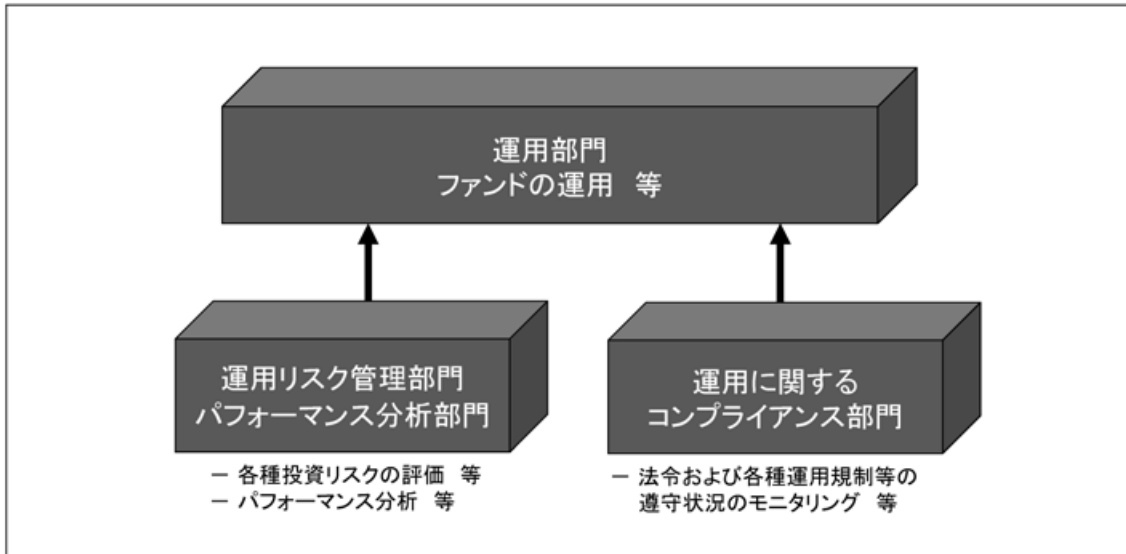 運用部門
ファンドの運用 等
運用リスク管理部門
パフォーマンス分析部門
－ 各種投資リスクの評価 等
－ パフォーマンス分析 等
運用に関する
コンプライアンス部門
－ 法令および各種運用規制等の
遵守状況のモニタリング 等